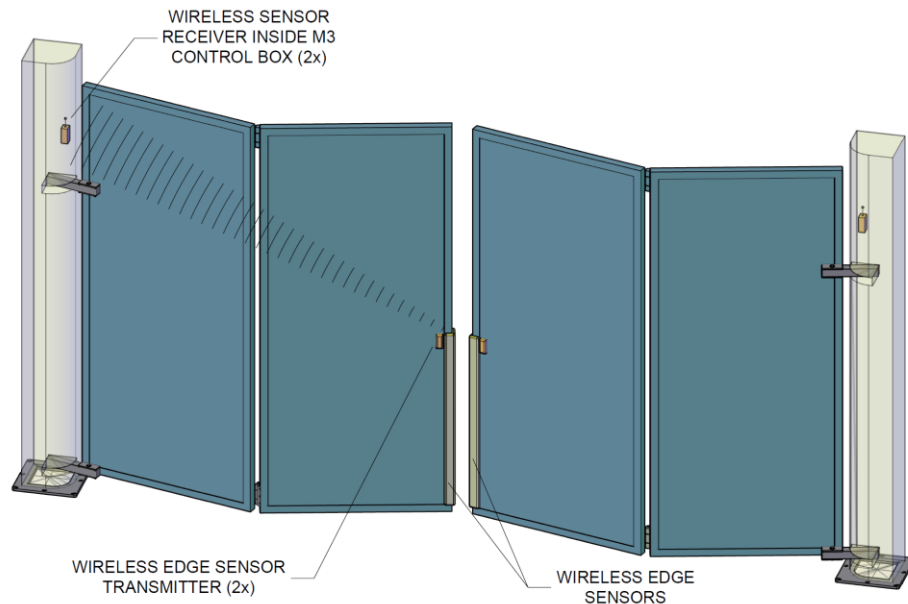 WIRELESS SENSOR
RECEIVER INSIDE M3
CONTROL BOX (2x)
WIRELESS EDGE SENSOR
TRANSMITTER (2x)
WIRELESS EDGE
SENSORS